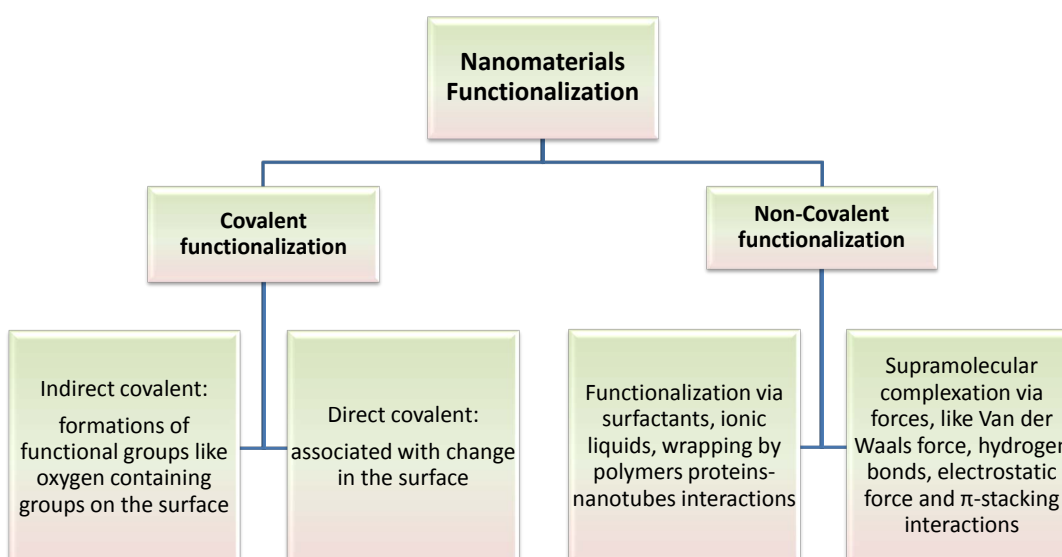 Nanomaterials
Functionalization
Covalent
functionalization
Non-Covalent
functionalization
Indirect covalent:
formations of
functional groups like
oxygen containing
groups on the surface
Direct covalent:
associated with change
in the surface
Functionalization via
surfactants, ionic
liquids, wrapping by
polymers proteins-
nanotubes interactions
Supramolecular
complexation via
forces, like Van der
Waals force, hydrogen
bonds, electrostatic
force and π-stacking
interactions